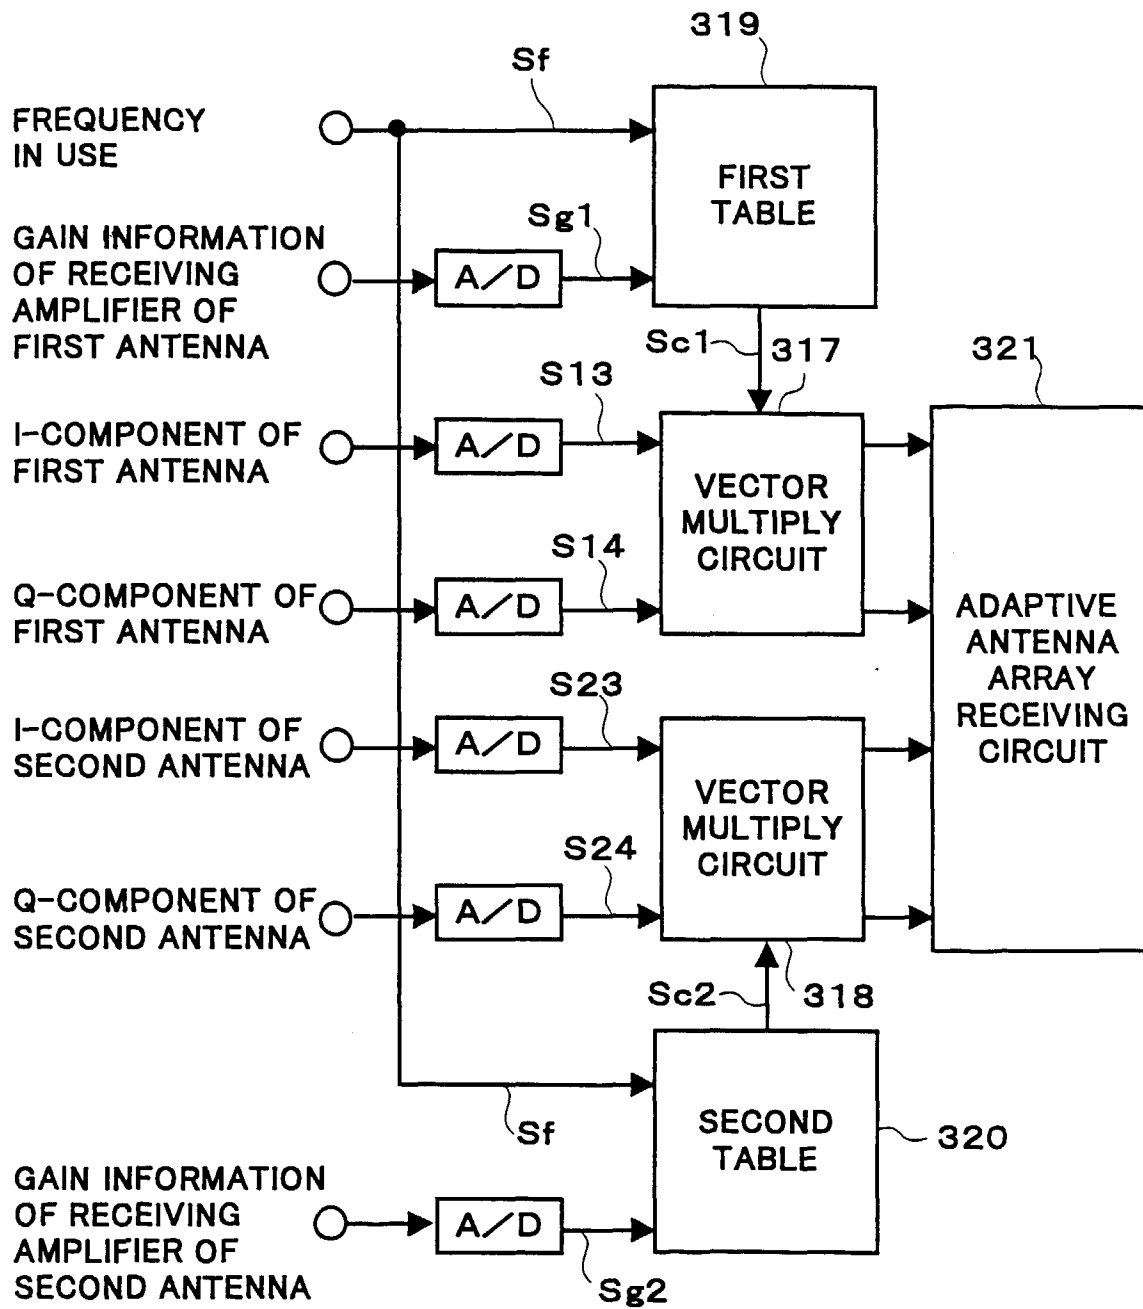 319
Sf
FREQUENCY
IN USE
FIRST
TABLE
GAIN INFORMATION
OF RECEIVING
AMPLIFIER OF
FIRST ANTENNA
Sg1
A/D
Sc1
317
321
S13
I-COMPONENT OF
FIRST ANTENNA
A/D
VECTOR
MULTIPLY
CIRCUIT
S14
Q-COMPONENT OF
FIRST ANTENNA
A/D
ADAPTIVE
ANTENNA
ARRAY
RECEIVING
CIRCUIT
S23
I-COMPONENT OF
SECOND ANTENNA
A/D
VECTOR
MULTIPLY
CIRCUIT
S24
Q-COMPONENT OF
SECOND ANTENNA
A/D
Sc2
318
Sf
SECOND
TABLE
320
GAIN INFORMATION
OF RECEIVING
AMPLIFIER OF
SECOND ANTENNA
A/D
Sg2